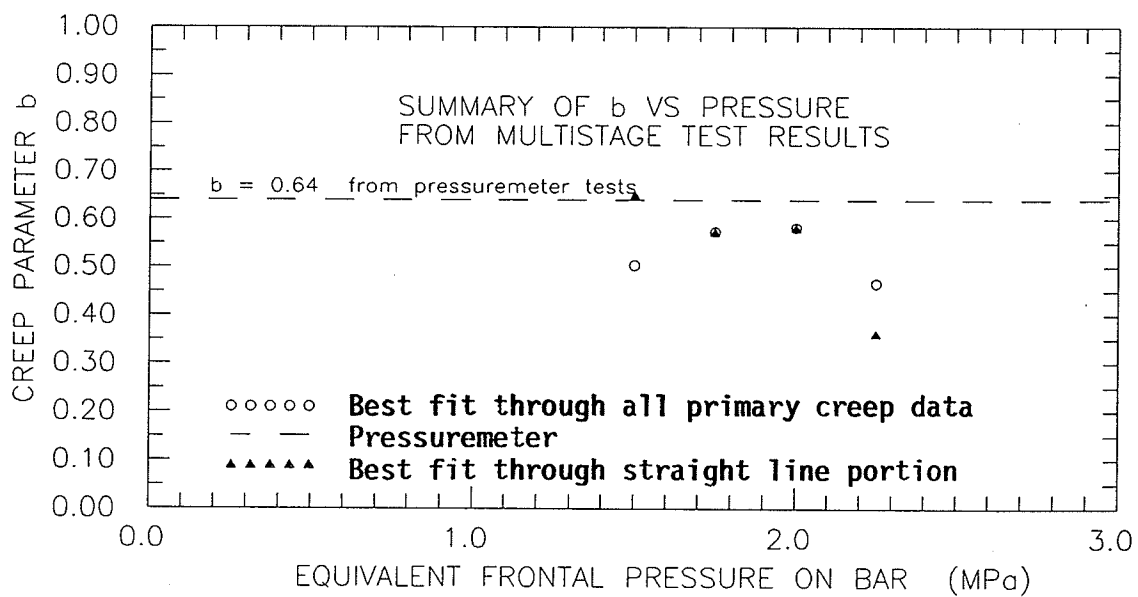 1.00
0.90
0.80
0.70
0.60
0.50
0.40
0.30
0.20
0.10
0.00
CREEP PARAMETER b
SUMMARY OF b VS PRESSURE
FROM MULTISTAGE TEST RESULTS
b = 0.64 from pressuremeter tests
Best fit through all primary creep data
Pressuremeter
Best fit through straight line portion
0.0 1.0 2.0 3.0
EQUIVALENT FRONTAL PRESSURE ON BAR (MPa)